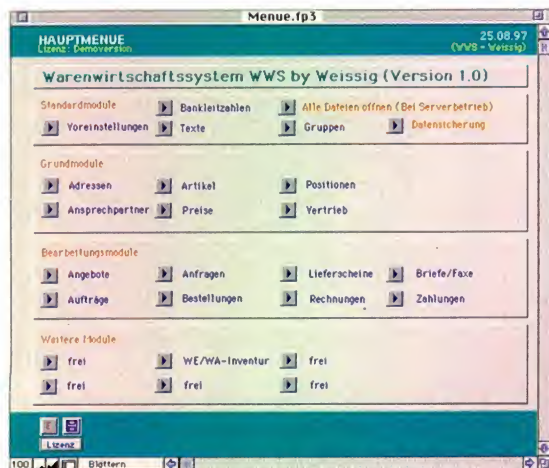 Menue.fp3
HAUPTMENUE
Lizenz: Demoversion
25.08.97
(WWS - Weissig)
Warenwirtschaftssystem WWS by Weissig (Version 1.0)
Standardmodule
Bankleitzahlen
Alle Dateien öffnen (Bei Serverbetrieb)
Voreinstellungen
Texte
Gruppen
Datensicherung
Grundmodule
Adressen
Artikel
Positionen
Ansprechpartner
Preise
Vertrieb
Bearbeitungsmodule
Angebote
Anfragen
Lieferscheine
Briefe/Faxe
Aufträge
Bestellungen
Rechnungen
Zahlungen
Weitere Module
frei
WE/WA-Inventur
frei
frei
frei
frei
Lizenz
100
Blättern